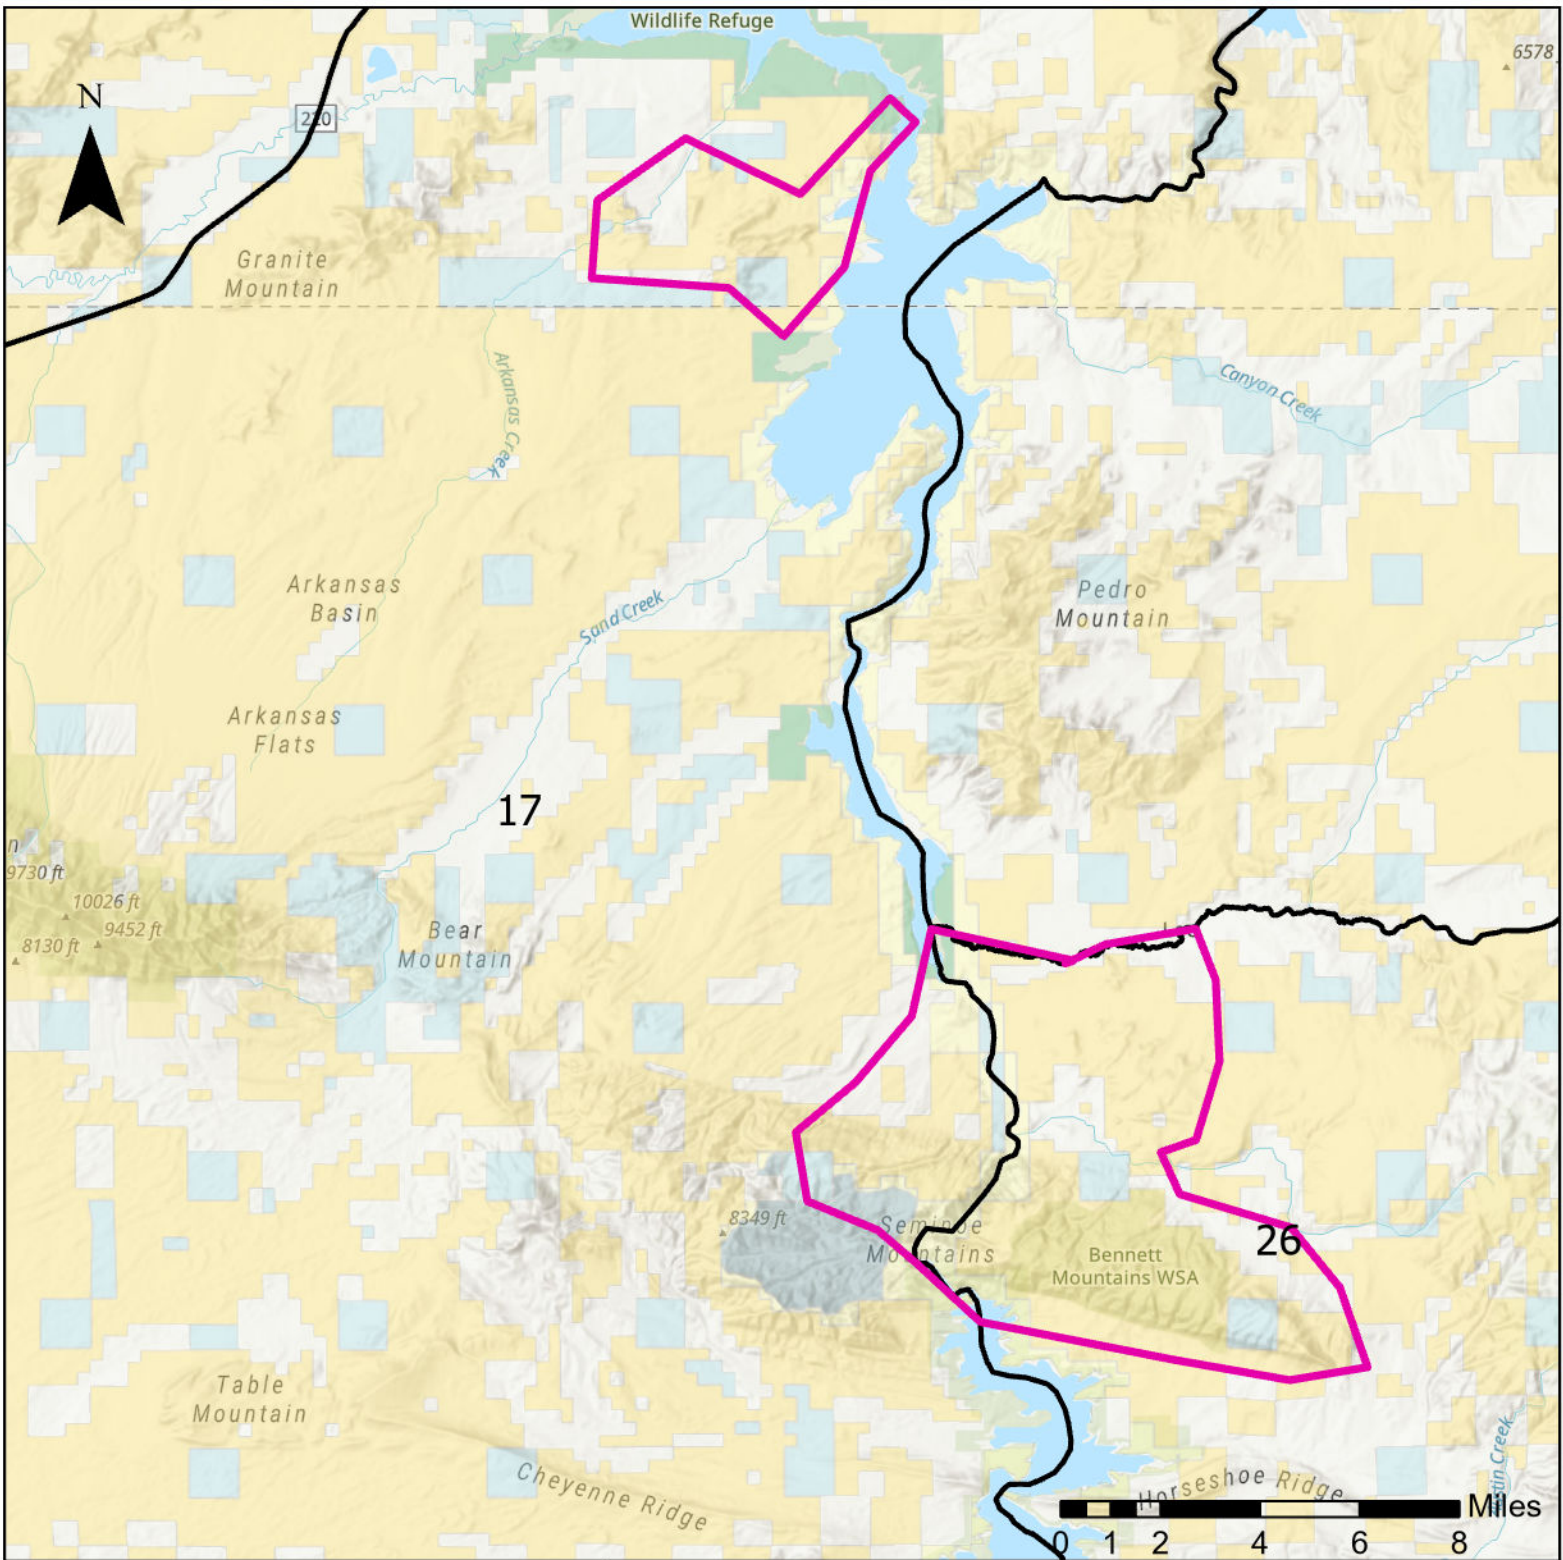 Wildlife Refuge
6578
N
220
Granite
Mountain
Arkansas Creek
Canyon Creek
Arkansas
Basin
Sand Creek
Pedro
Mountain
Arkansas
Flats
17
n
9730 ft
10026 ft
9452 ft
8130 ft
Bear
Mountain
8349 ft
Seminoe
Mountains
26
Bennett
Mountains WSA
Table
Mountain
Cheyenne Ridge
Horseshoe Ridge
Creek
Miles
0 1 2 4 6 8